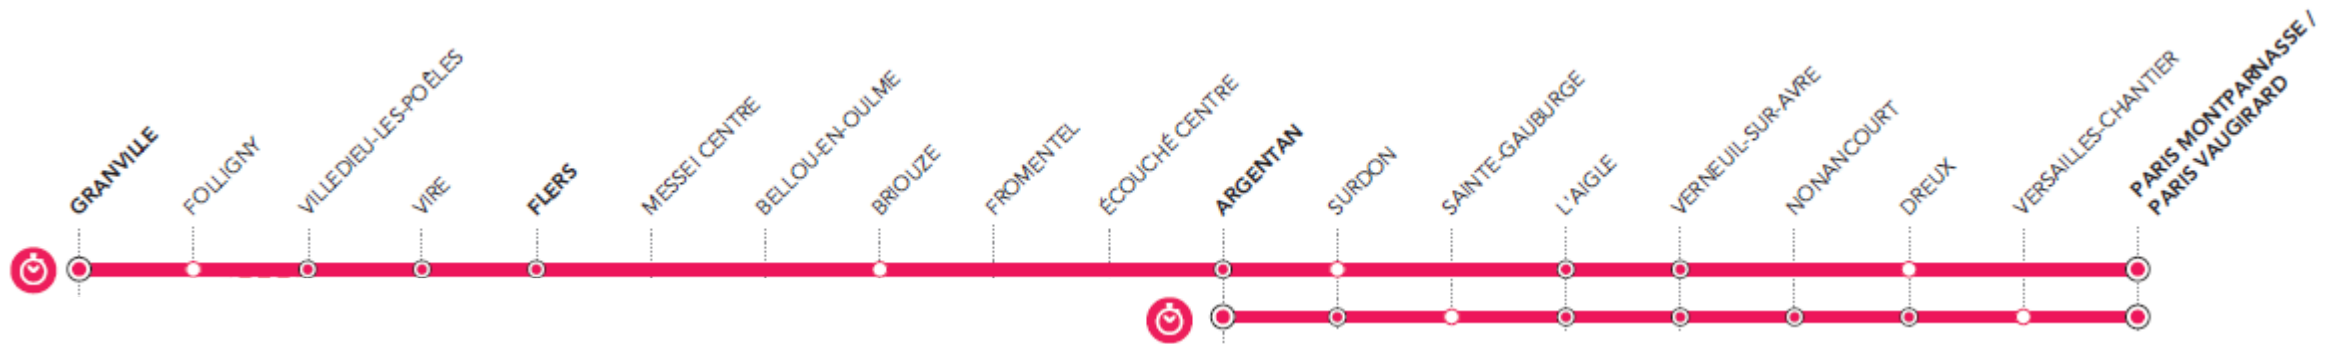 GRANVILLE
FOLLIGNY
VILLEDIEU-LES-POÊLES
VIRE
FLERS
MESSEI CENTRE
BELLOU-EN-OULME
BRIOUZE
FROMENTEL
ÉCOUCHÉ CENTRE
ARGENTAN
SURDON
SAINTE-GAUBURGE
L'AIGLE
VERNEUIL-SUR-AVRE
NONANCOURT
DREUX
VERSAILLES-CHANTIER
PARIS MONTPARNASSE /
PARIS VAUGIRARD